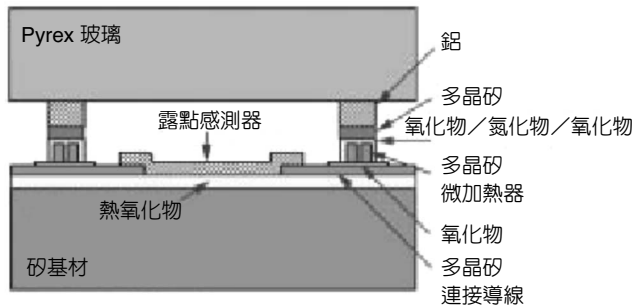 Pyrex 玻璃
鋁
多晶矽
露點感測器
氧化物／氮化物／氧化物
多晶矽
微加熱器
熱氧化物
氧化物
矽基材
多晶矽
連接導線